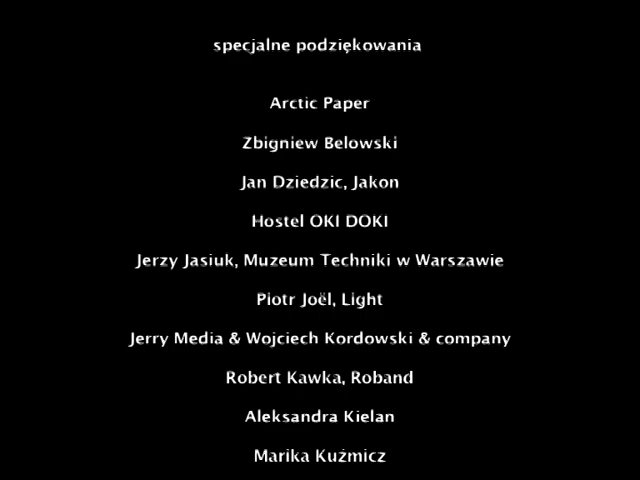 specjalne podziękowania
Arctic Paper
Zbigniew Belowski
Jan Dziedzic, Jakon
Hostel OKI DOKI
Jerzy Jasiuk, Muzeum Techniki w Warszawie
Piotr Joël, Light
Jerry Media & Wojciech Kordowski & company
Robert Kawka, Roband
Aleksandra Kielan
Marika Kuźmicz